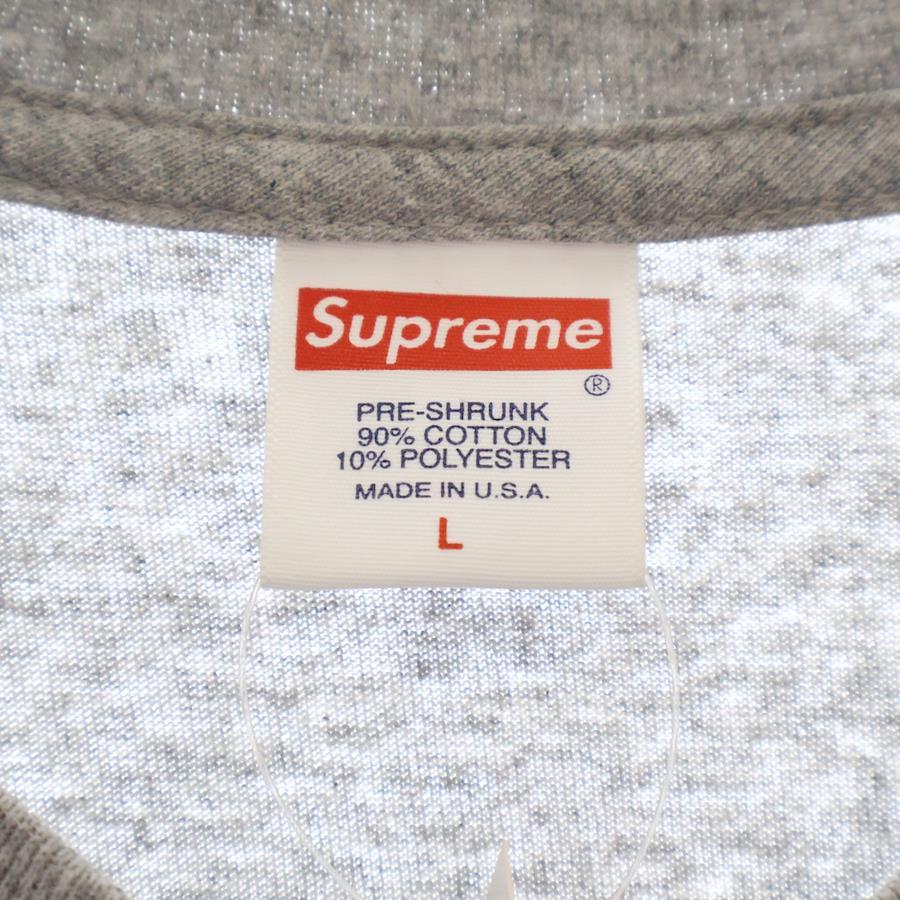 Supreme
®
PRE-SHRUNK
90% COTTON
10% POLYESTER
MADE IN U.S.A.
L